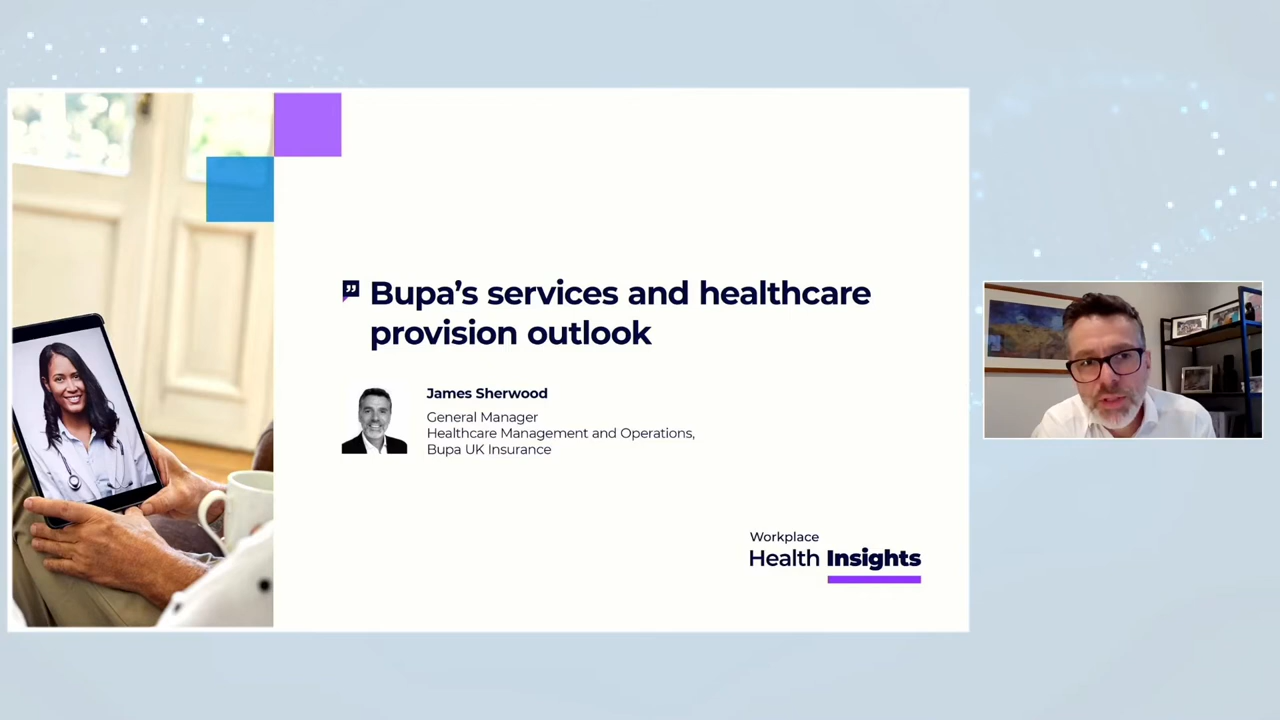 Bupa’s services and healthcare
provision outlook
James Sherwood
General Manager
Healthcare Management and Operations,
Bupa UK Insurance
Workplace
Health Insights